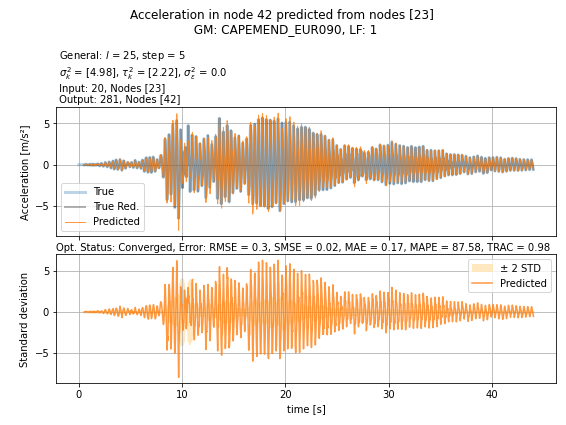 Acceleration in node 42 predicted from nodes [23]
GM: CAPEMEND_EUR090, LF: 1
General: l = 25, step = 5
σ²ₖ = [4.98], τ²ₖ = [2.22], σ²ε = 0.0
Input: 20, Nodes [23]
Output: 281, Nodes [42]
Acceleration [m/s²]
5
0
−5
True
True Red.
Predicted
Opt. Status: Converged, Error: RMSE = 0.3, SMSE = 0.02, MAE = 0.17, MAPE = 87.58, TRAC = 0.98
Standard deviation
5
0
−5
± 2 STD
Predicted
0 10 20 30 40
time [s]